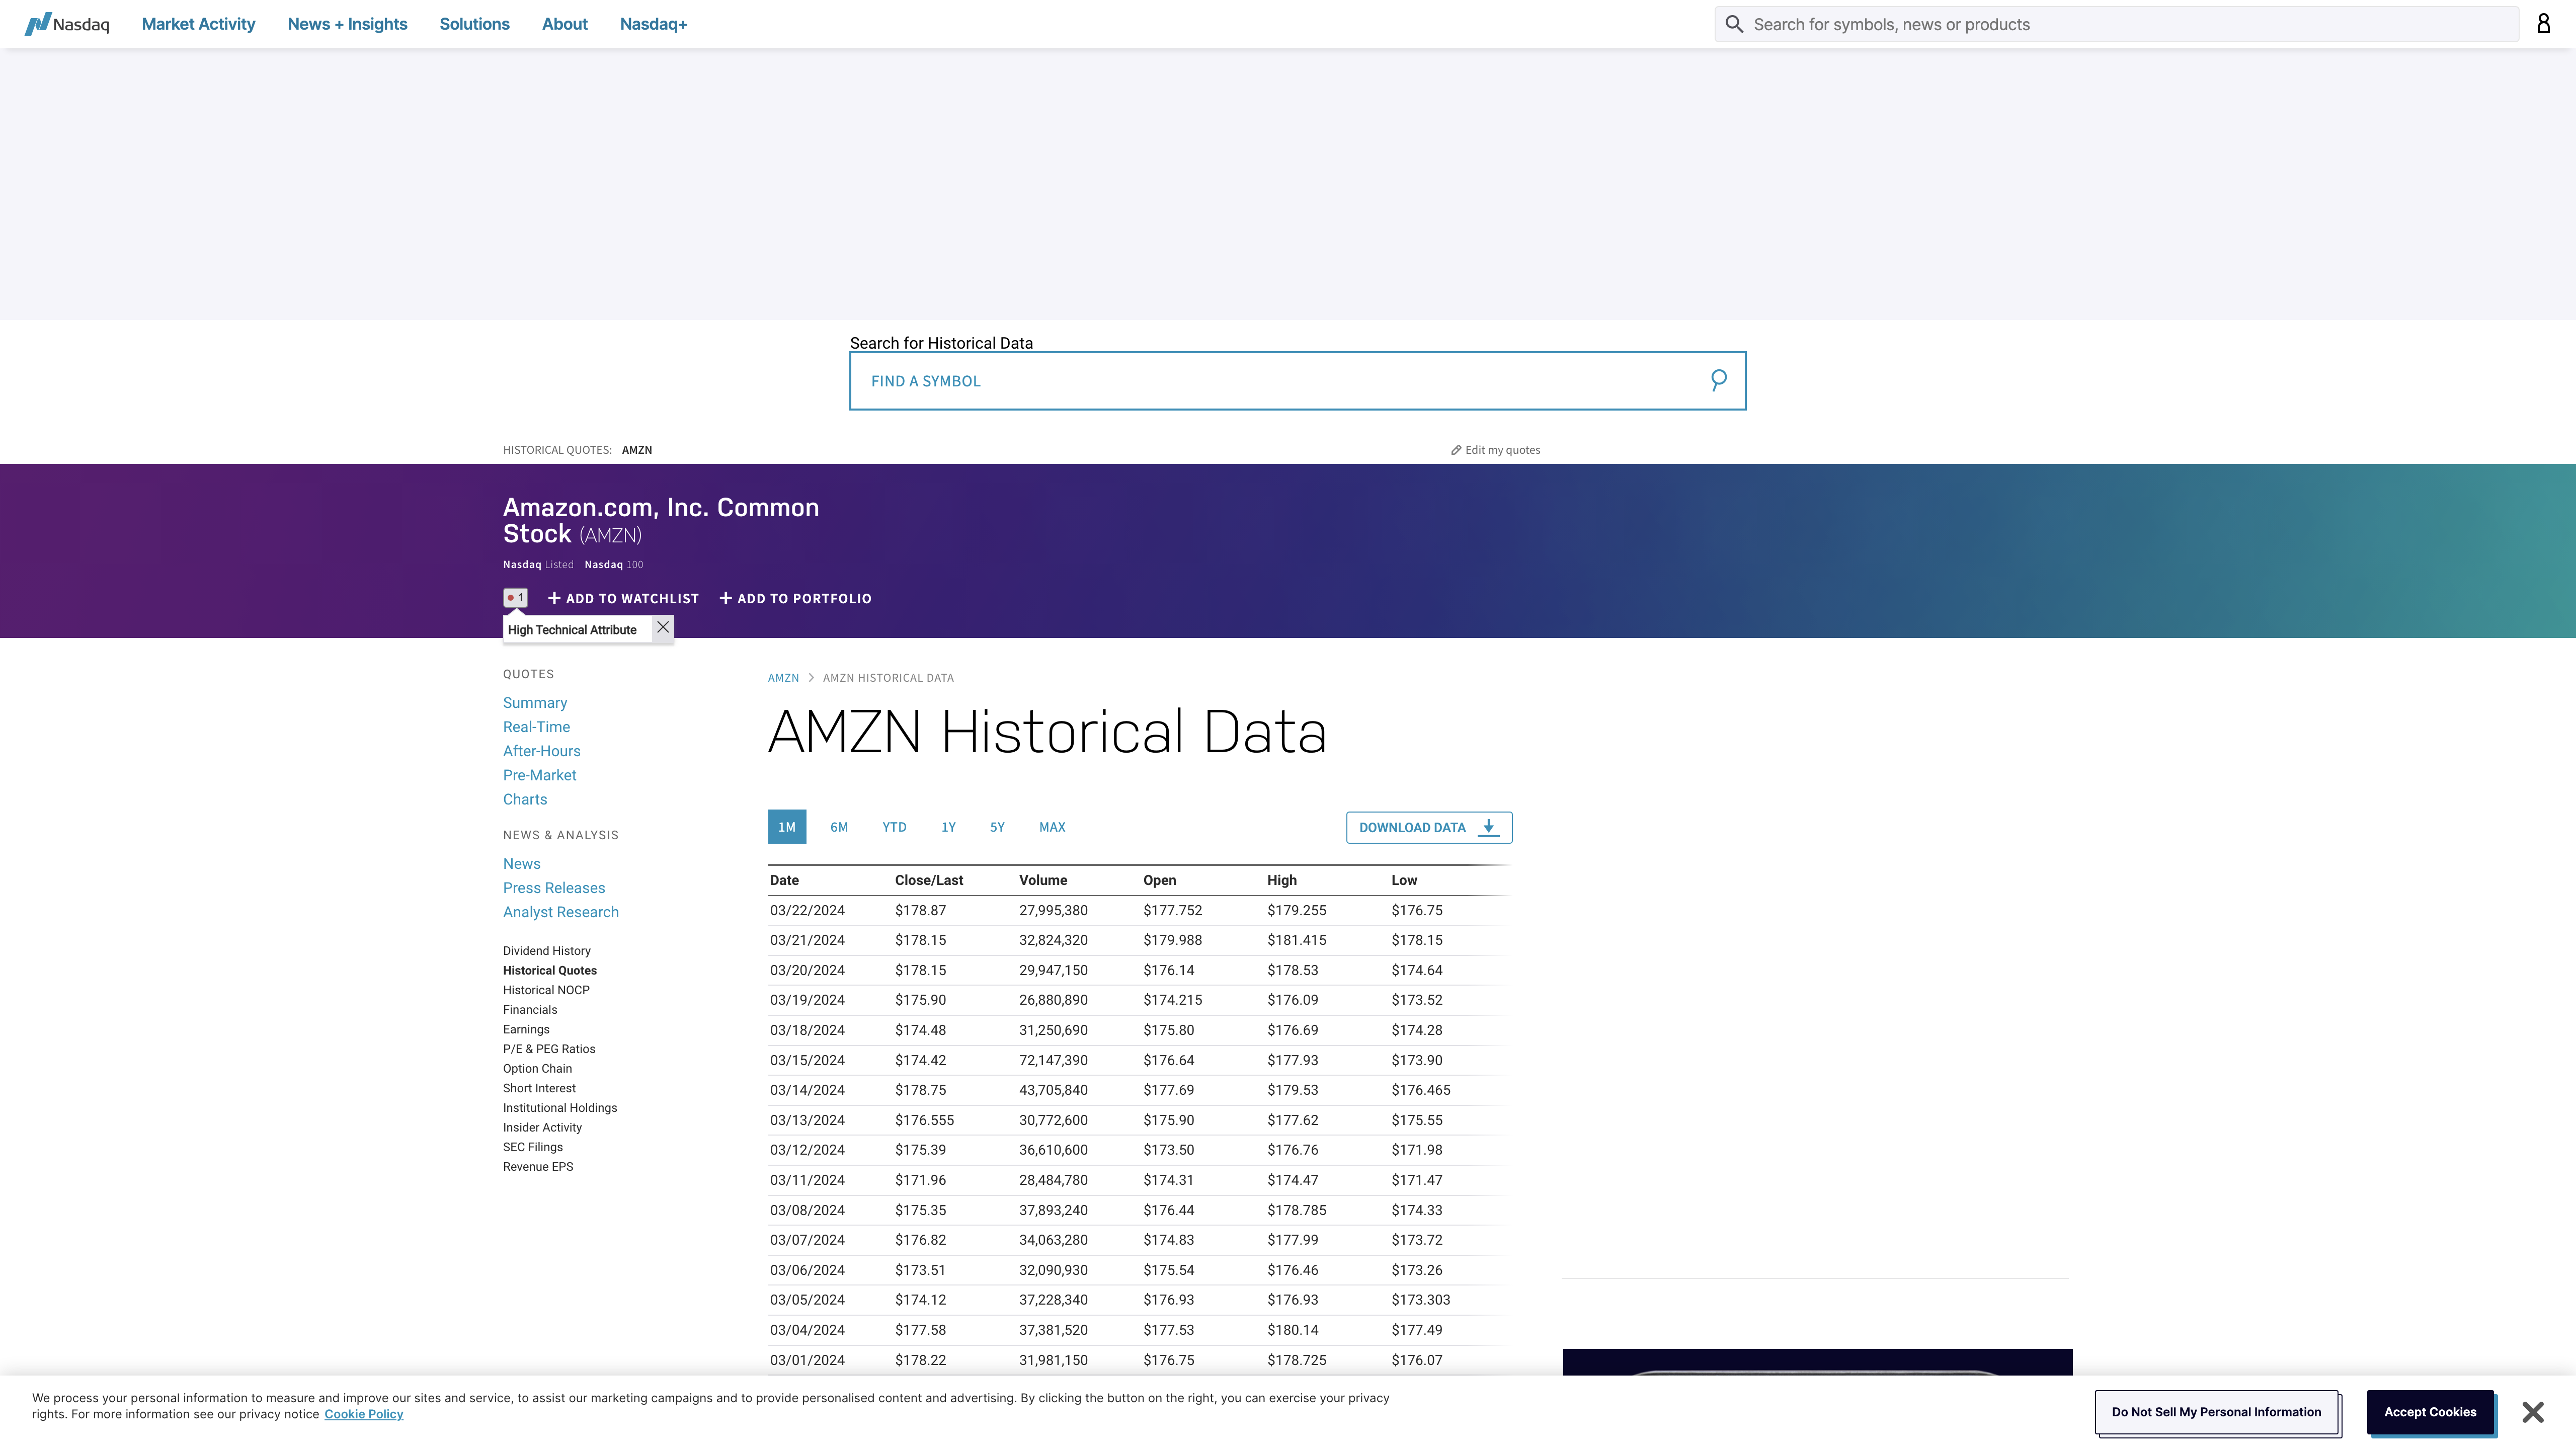 Nasdaq Market Activity News + Insights Solutions About Nasdaq+ Search for symbols, news or products
Search for Historical Data
FIND A SYMBOL
HISTORICAL QUOTES: AMZN Edit my quotes
Amazon.com, Inc. Common
Stock (AMZN)
Nasdaq Listed Nasdaq 100
1 ADD TO WATCHLIST ADD TO PORTFOLIO
High Technical Attribute
QUOTES
Summary
Real-Time
After-Hours
Pre-Market
Charts
NEWS & ANALYSIS
News
Press Releases
Analyst Research
Dividend History
Historical Quotes
Historical NOCP
Financials
Earnings
P/E & PEG Ratios
Option Chain
Short Interest
Institutional Holdings
Insider Activity
SEC Filings
Revenue EPS
AMZN > AMZN HISTORICAL DATA
AMZN Historical Data
1M 6M YTD 1Y 5Y MAX DOWNLOAD DATA
Date Close/Last Volume Open High Low
03/22/2024 $178.87 27,995,380 $177.752 $179.255 $176.75
03/21/2024 $178.15 32,824,320 $179.988 $181.415 $178.15
03/20/2024 $178.15 29,947,150 $176.14 $178.53 $174.64
03/19/2024 $175.90 26,880,890 $174.215 $176.09 $173.52
03/18/2024 $174.48 31,250,690 $175.80 $176.69 $174.28
03/15/2024 $174.42 72,147,390 $176.64 $177.93 $173.90
03/14/2024 $178.75 43,705,840 $177.69 $179.53 $176.465
03/13/2024 $176.555 30,772,600 $175.90 $177.62 $175.55
03/12/2024 $175.39 36,610,600 $173.50 $176.76 $171.98
03/11/2024 $171.96 28,484,780 $174.31 $174.47 $171.47
03/08/2024 $175.35 37,893,240 $176.44 $178.785 $174.33
03/07/2024 $176.82 34,063,280 $174.83 $177.99 $173.72
03/06/2024 $173.51 32,090,930 $175.54 $176.46 $173.26
03/05/2024 $174.12 37,228,340 $176.93 $176.93 $173.303
03/04/2024 $177.58 37,381,520 $177.53 $180.14 $177.49
03/01/2024 $178.22 31,981,150 $176.75 $178.725 $176.07
We process your personal information to measure and improve our sites and service, to assist our marketing campaigns and to provide personalised content and advertising. By clicking the button on the right, you can exercise your privacy
rights. For more information see our privacy notice Cookie Policy
Do Not Sell My Personal Information Accept Cookies